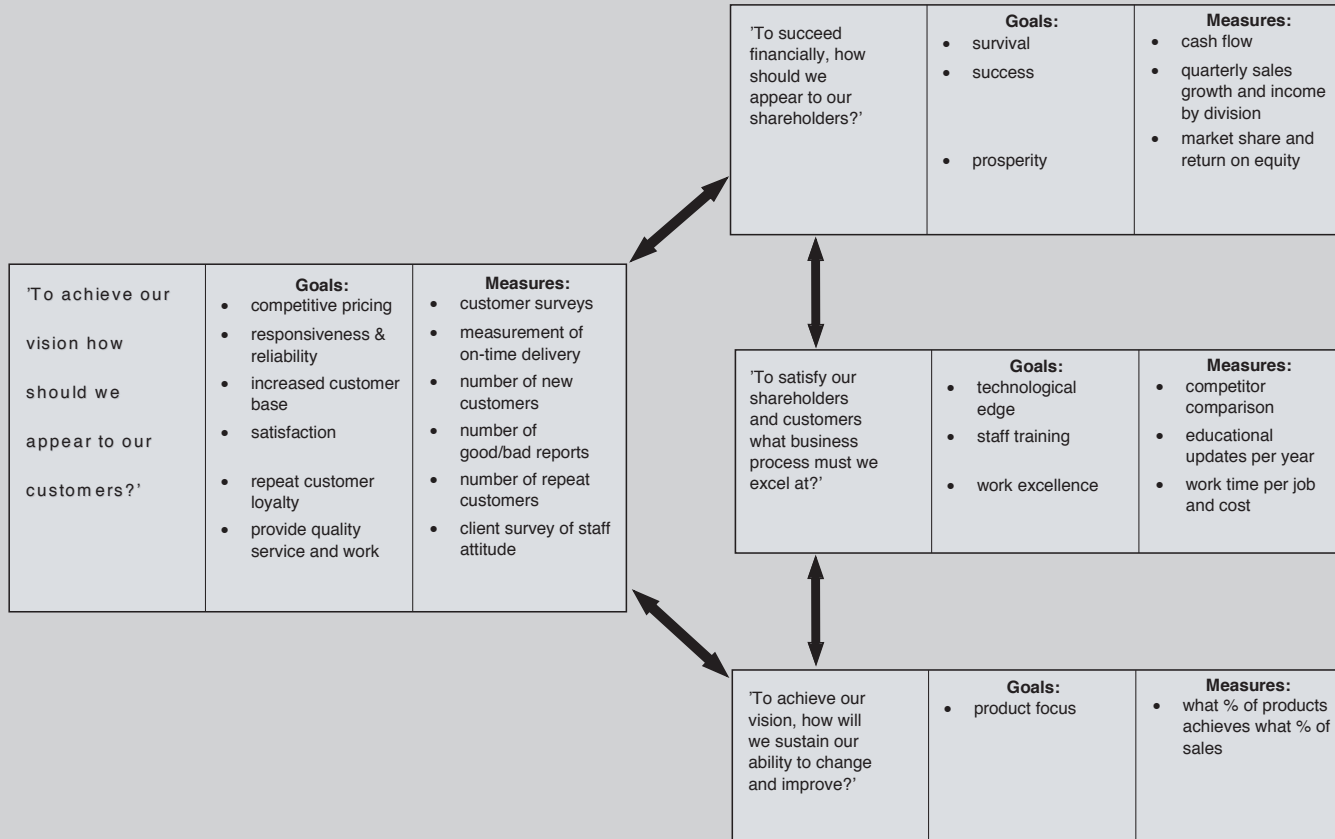 'To succeed
financially, how
should we
appear to our
shareholders?'
Goals:
• survival
• success
• prosperity
Measures:
• cash flow
• quarterly sales
growth and income
by division
• market share and
return on equity
'To achieve our
vision how
should we
appear to our
customers?'
Goals:
• competitive pricing
• responsiveness &
reliability
• increased customer
base
• satisfaction
• repeat customer
loyalty
• provide quality
service and work
Measures:
• customer surveys
• measurement of
on-time delivery
• number of new
customers
• number of
good/bad reports
• number of repeat
customers
• client survey of staff
attitude
'To satisfy our
shareholders
and customers
what business
process must we
excel at?'
Goals:
• technological
edge
• staff training
• work excellence
Measures:
• competitor
comparison
• educational
updates per year
• work time per job
and cost
'To achieve our
vision, how will
we sustain our
ability to change
and improve?'
Goals:
• product focus
Measures:
• what % of products
achieves what % of
sales